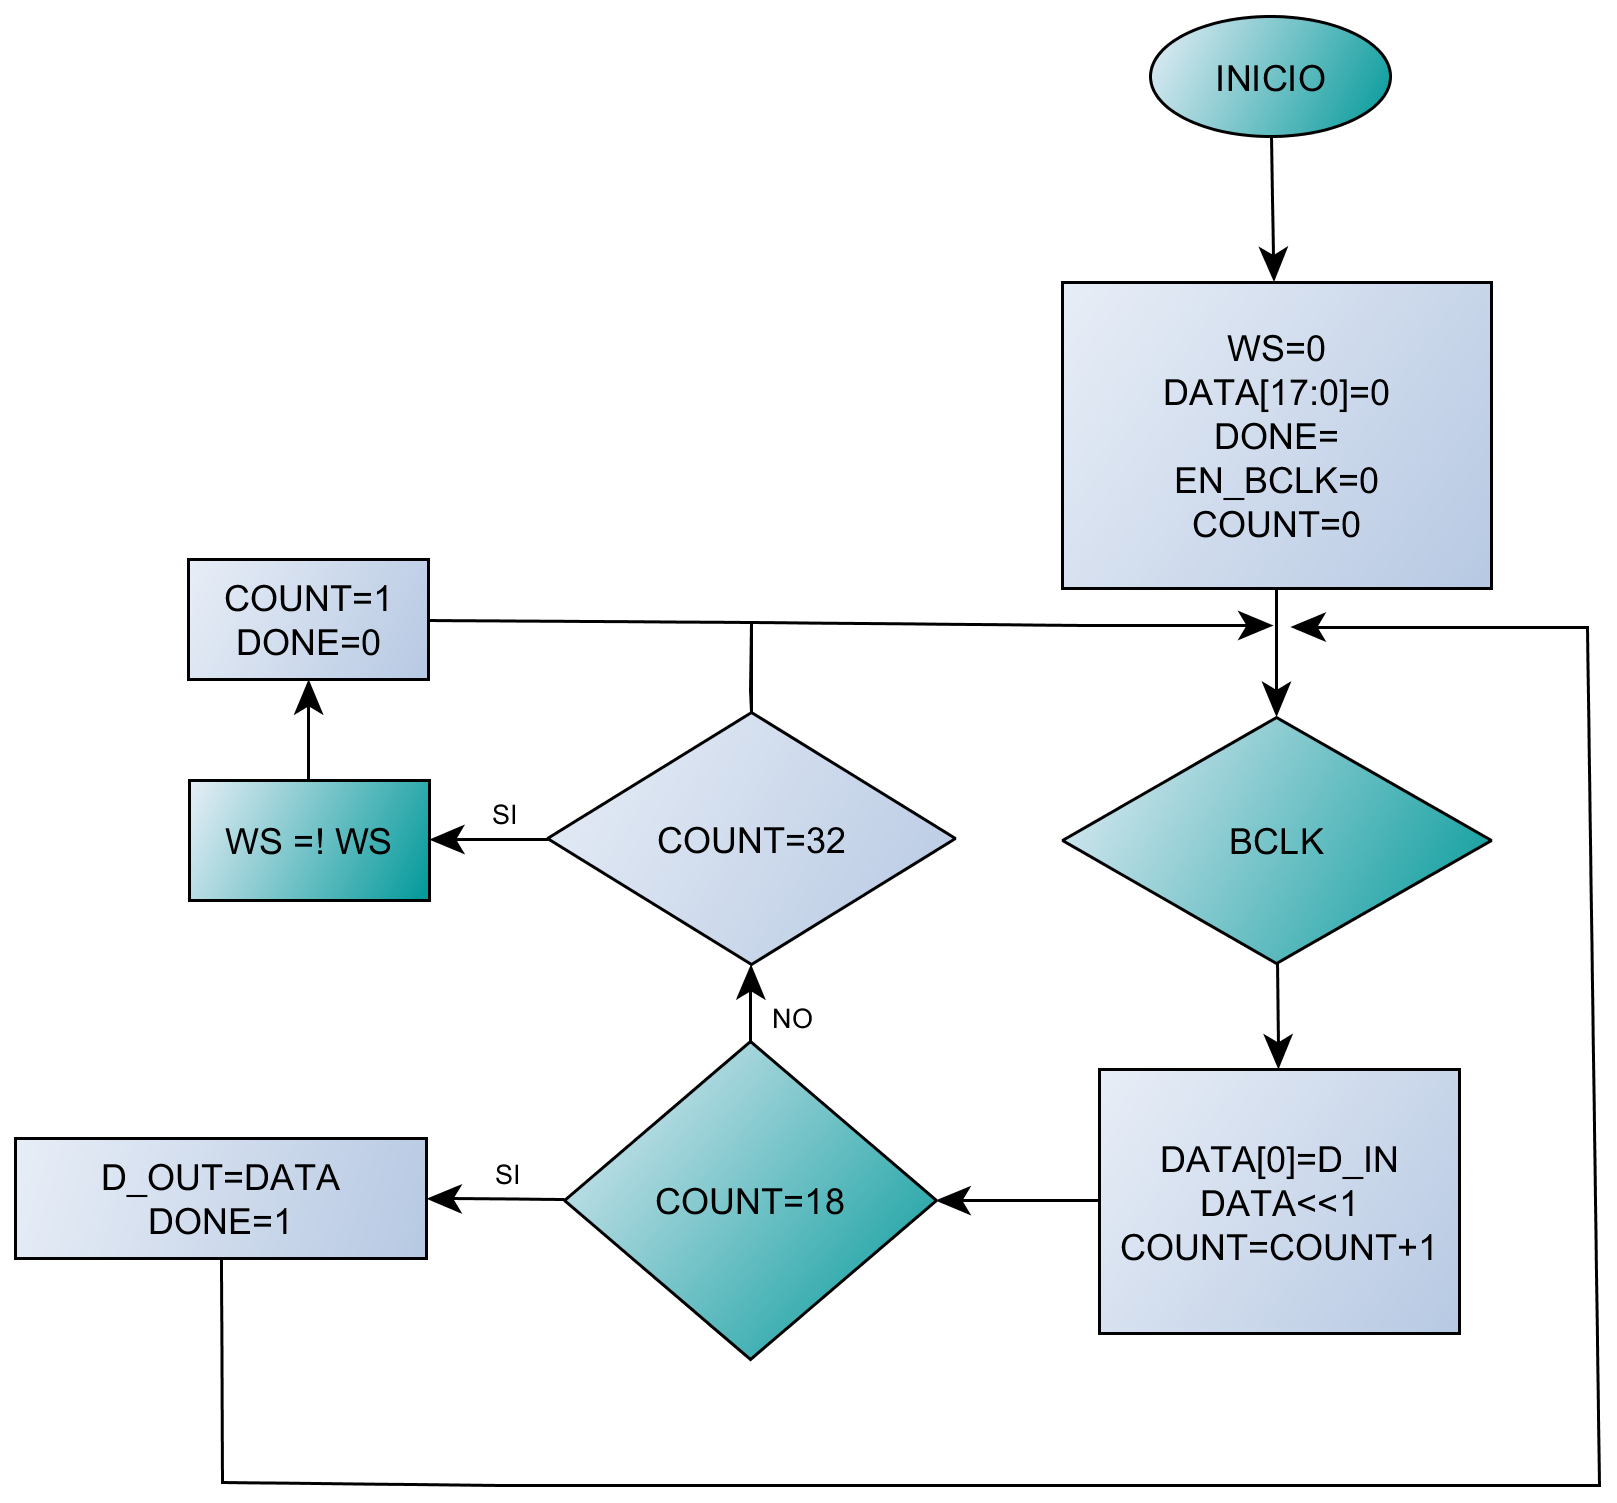 INICIO
WS=0
DATA[17:0]=0
DONE=
EN_BCLK=0
COUNT=0
COUNT=1
DONE=0
WS =! WS
SI
COUNT=32
BCLK
NO
DATA[0]=D_IN
DATA<<1
COUNT=COUNT+1
COUNT=18
SI
D_OUT=DATA
DONE=1